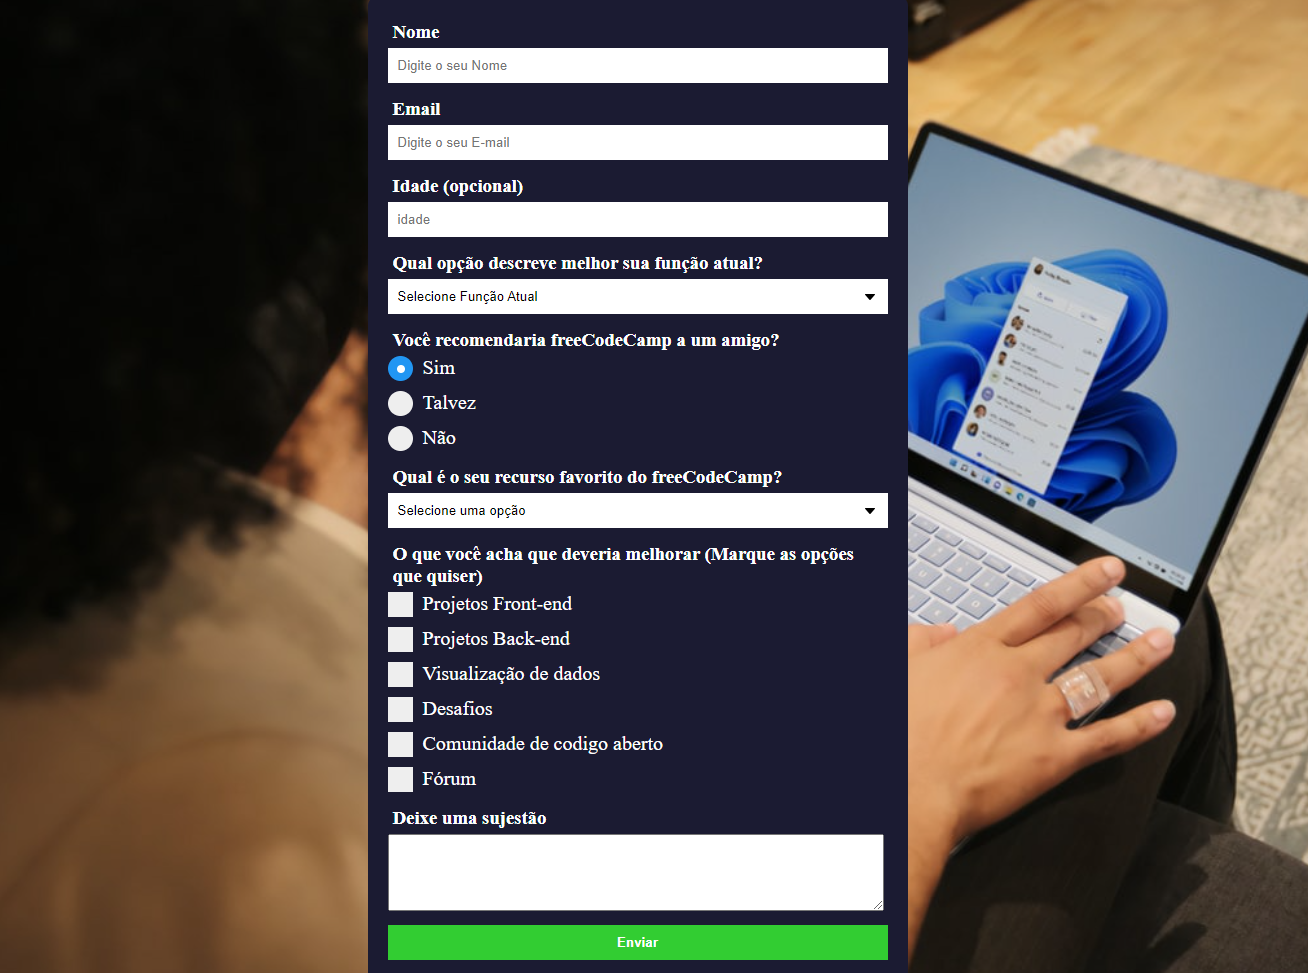 Nome
Digite o seu Nome
Email
Digite o seu E-mail
Idade (opcional)
idade
Qual opção descreve melhor sua função atual?
Selecione Função Atual
Você recomendaria freeCodeCamp a um amigo?
Sim
Talvez
Não
Qual é o seu recurso favorito do freeCodeCamp?
Selecione uma opção
O que você acha que deveria melhorar (Marque as opções
que quiser)
Projetos Front-end
Projetos Back-end
Visualização de dados
Desafios
Comunidade de codigo aberto
Fórum
Deixe uma sujestão
Enviar